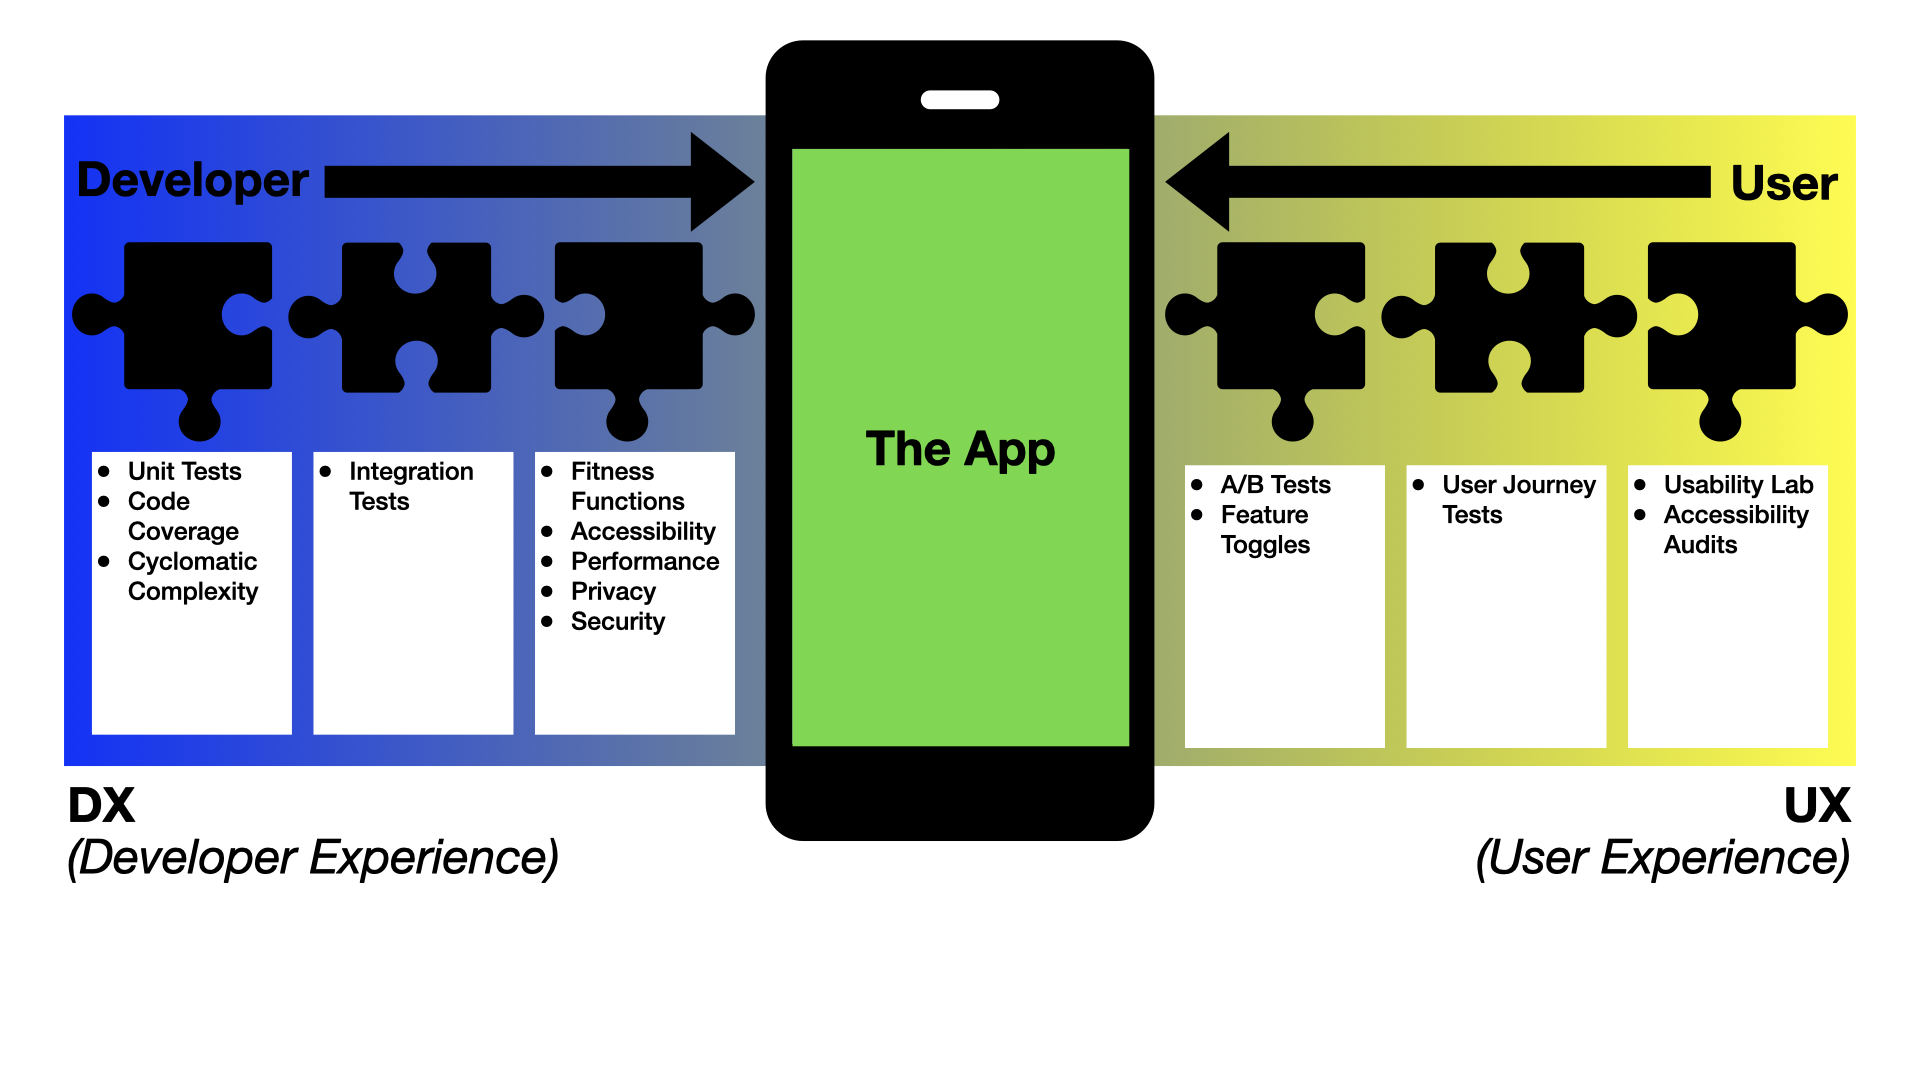 Developer
User
The App
• Unit Tests
• Code
Coverage
• Cyclomatic
Complexity
• Integration
Tests
• Fitness
Functions
• Accessibility
• Performance
• Privacy
• Security
• A/B Tests
• Feature
Toggles
• User Journey
Tests
• Usability Lab
• Accessibility
Audits
DX
(Developer Experience)
UX
(User Experience)